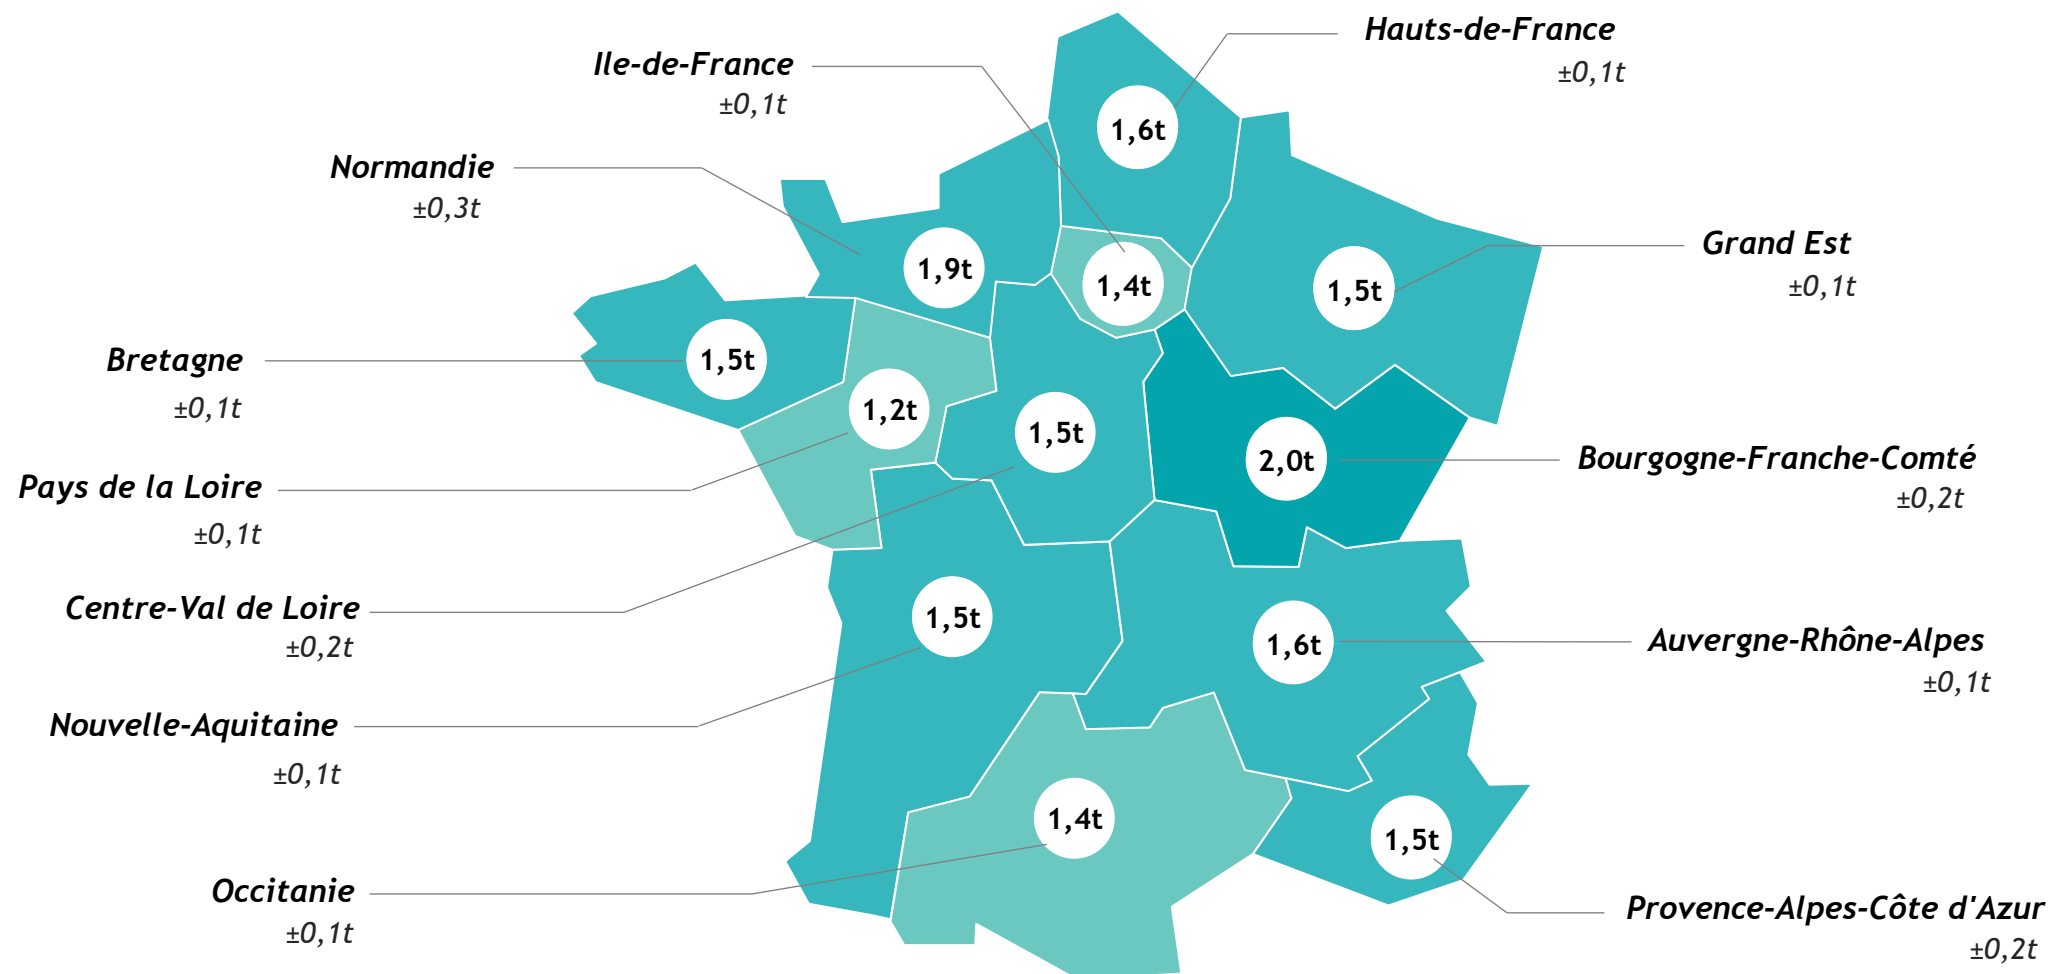 Hauts-de-France
±0,1t
1,6t
Ile-de-France
±0,1t
1,4t
Normandie
±0,3t
1,9t
Grand Est
±0,1t
1,5t
Bretagne
±0,1t
1,5t
Pays de la Loire
±0,1t
1,2t
Centre-Val de Loire
±0,2t
1,5t
Bourgogne-Franche-Comté
±0,2t
2,0t
Nouvelle-Aquitaine
±0,1t
1,5t
Auvergne-Rhône-Alpes
±0,1t
1,6t
Occitanie
±0,1t
1,4t
Provence-Alpes-Côte d'Azur
±0,2t
1,5t